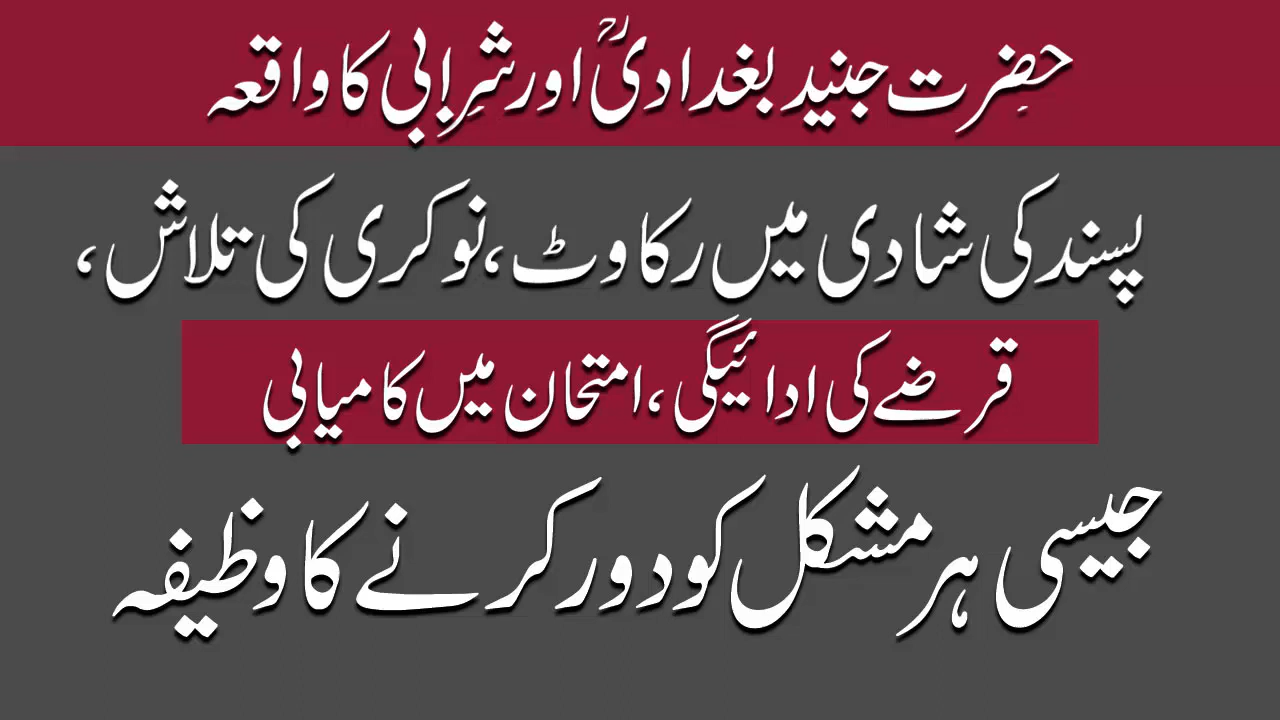 حضرت جنید بغدادیؒ اور شرابی کا واقعہ
پسند کی شادی میں رکاوٹ، نوکری کی تلاش،
قرضے کی ادائیگی، امتحان میں کامیابی
جیسی ہر مشکل کو دور کرنے کا وظیفہ